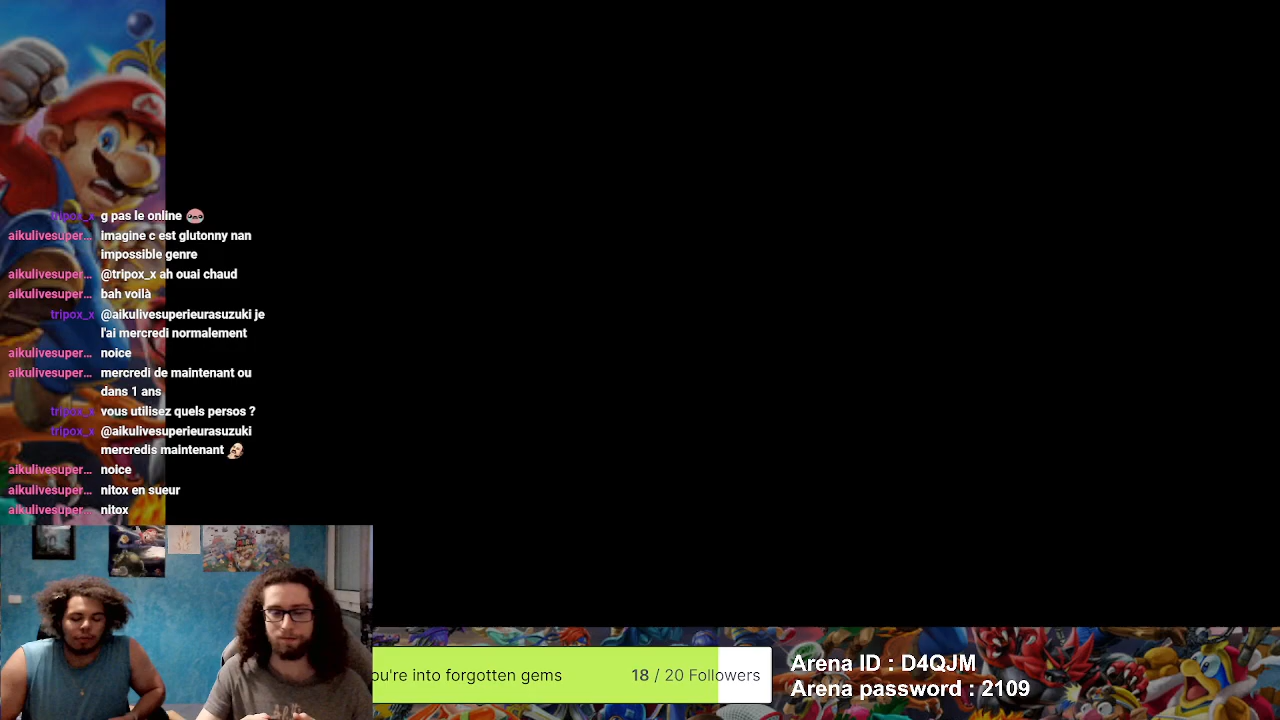 tripox_x g pas le online
aikulivesuper... imagine c est glutonny nan
impossible genre
aikulivesuper... @tripox_x ah ouai chaud
aikulivesuper... bah voilà
tripox_x @aikulivesuperieurasuzuki je
l'ai mercredi normalement
aikulivesuper... noice
aikulivesuper... mercredi de maintenant ou
dans 1 ans
tripox_x vous utilisez quels persos ?
tripox_x @aikulivesuperieurasuzuki
mercredis maintenant
aikulivesuper... noice
aikulivesuper... nitox en sueur
aikulivesuper... nitox
ou're into forgotten gems 18 / 20 Followers
Arena ID : D4QJM
Arena password : 2109